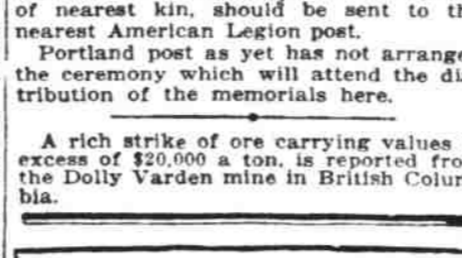 of nearest kin, should be sent to th
nearest American Legion post.
Portland post as yet has not arrange
the ceremony which will attend the di
tribution of the memorials here.
A rich strike of ore carrying values
excess of $20,000 a ton, is reported fro
the Dolly Varden mine in British Colum
bia.